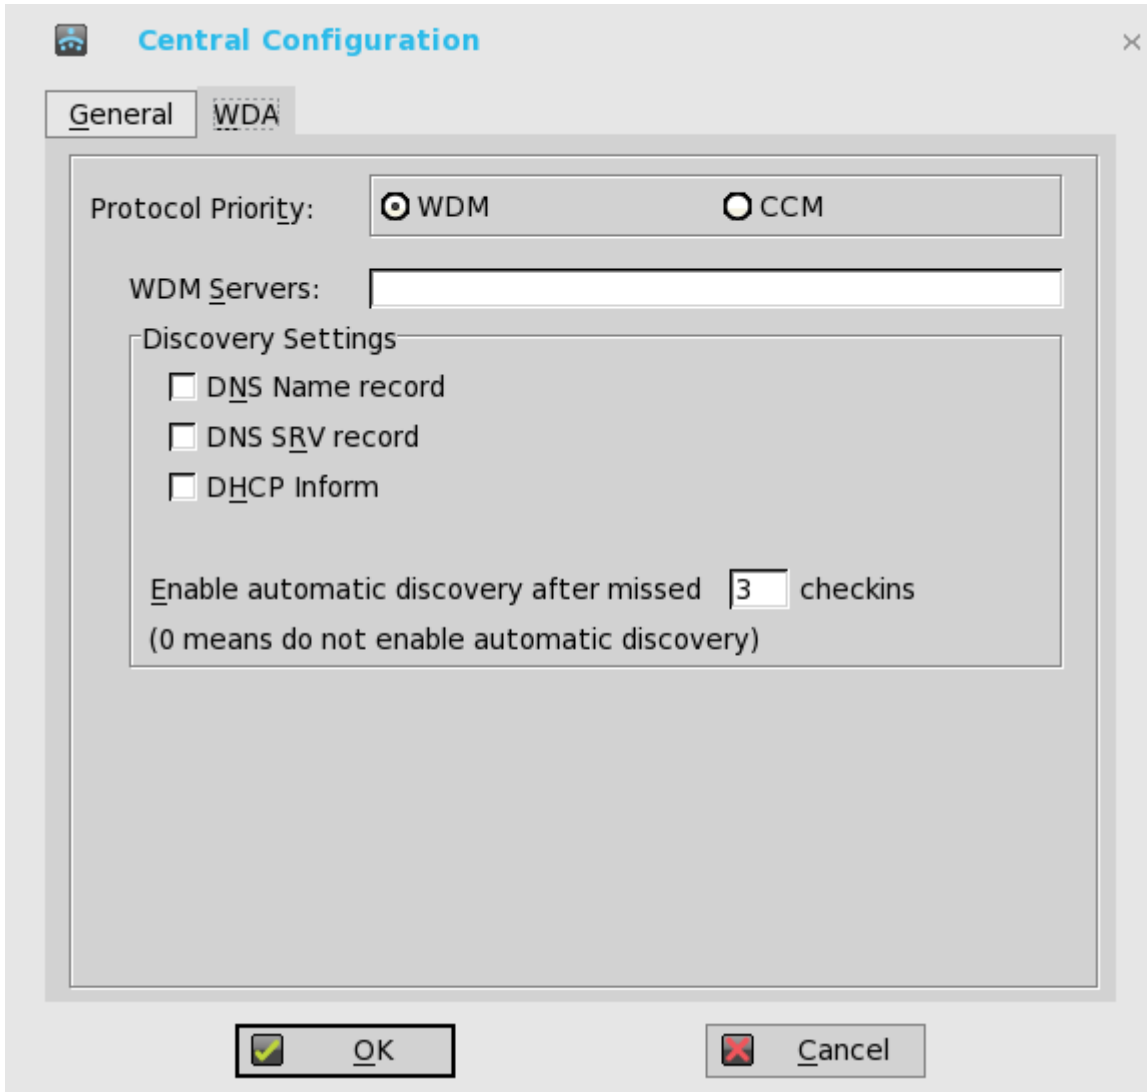 Central Configuration
General WDA
Protocol Priority: WDM CCM
WDM Servers:
Discovery Settings
DNS Name record
DNS SRV record
DHCP Inform
Enable automatic discovery after missed 3 checkins
(0 means do not enable automatic discovery)
OK Cancel